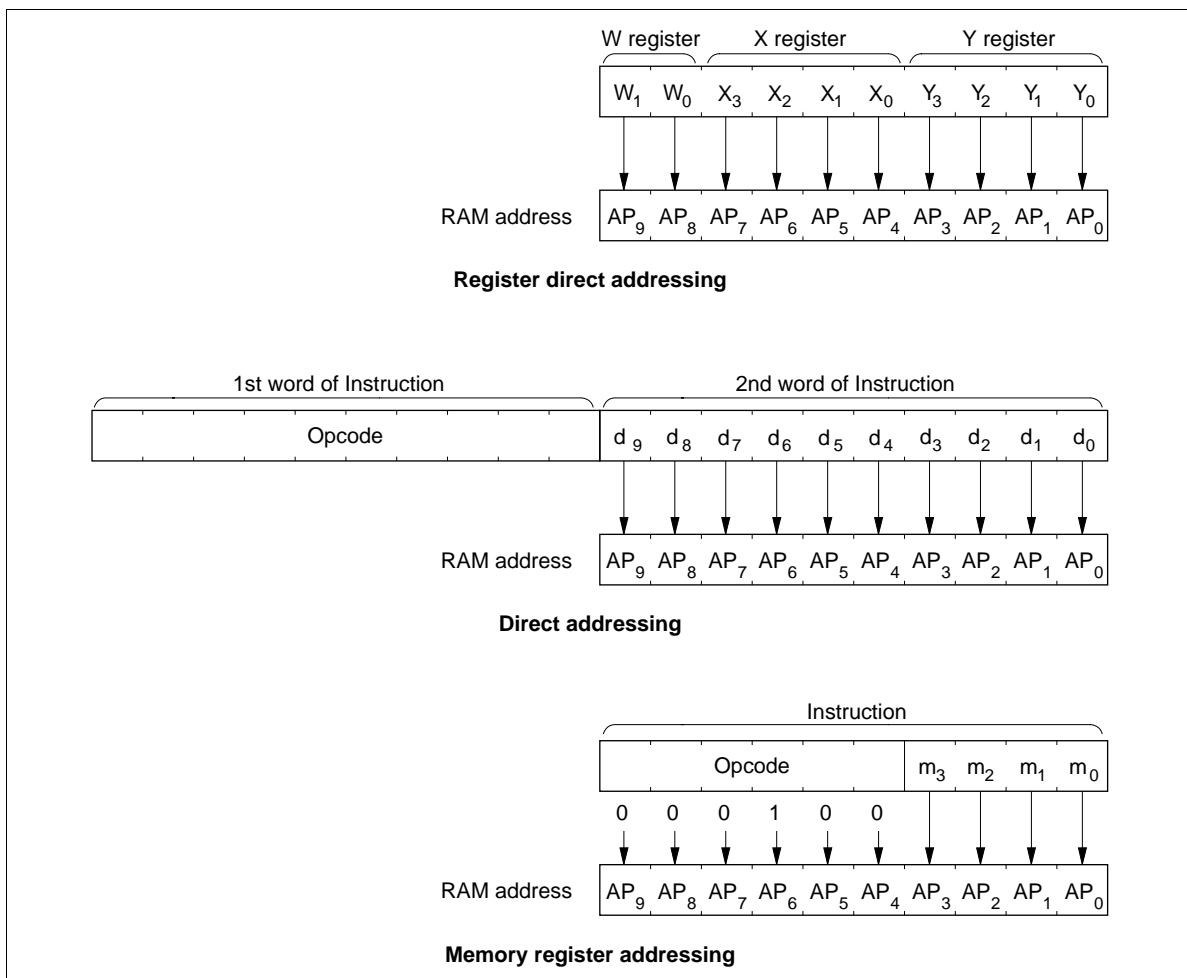 W register X register Y register
W1 W0 X3 X2 X1 X0 Y3 Y2 Y1 Y0
RAM address AP9 AP8 AP7 AP6 AP5 AP4 AP3 AP2 AP1 AP0
Register direct addressing
1st word of Instruction 2nd word of Instruction
Opcode d9 d8 d7 d6 d5 d4 d3 d2 d1 d0
RAM address AP9 AP8 AP7 AP6 AP5 AP4 AP3 AP2 AP1 AP0
Direct addressing
Instruction
Opcode m3 m2 m1 m0
0 0 0 1 0 0
RAM address AP9 AP8 AP7 AP6 AP5 AP4 AP3 AP2 AP1 AP0
Memory register addressing